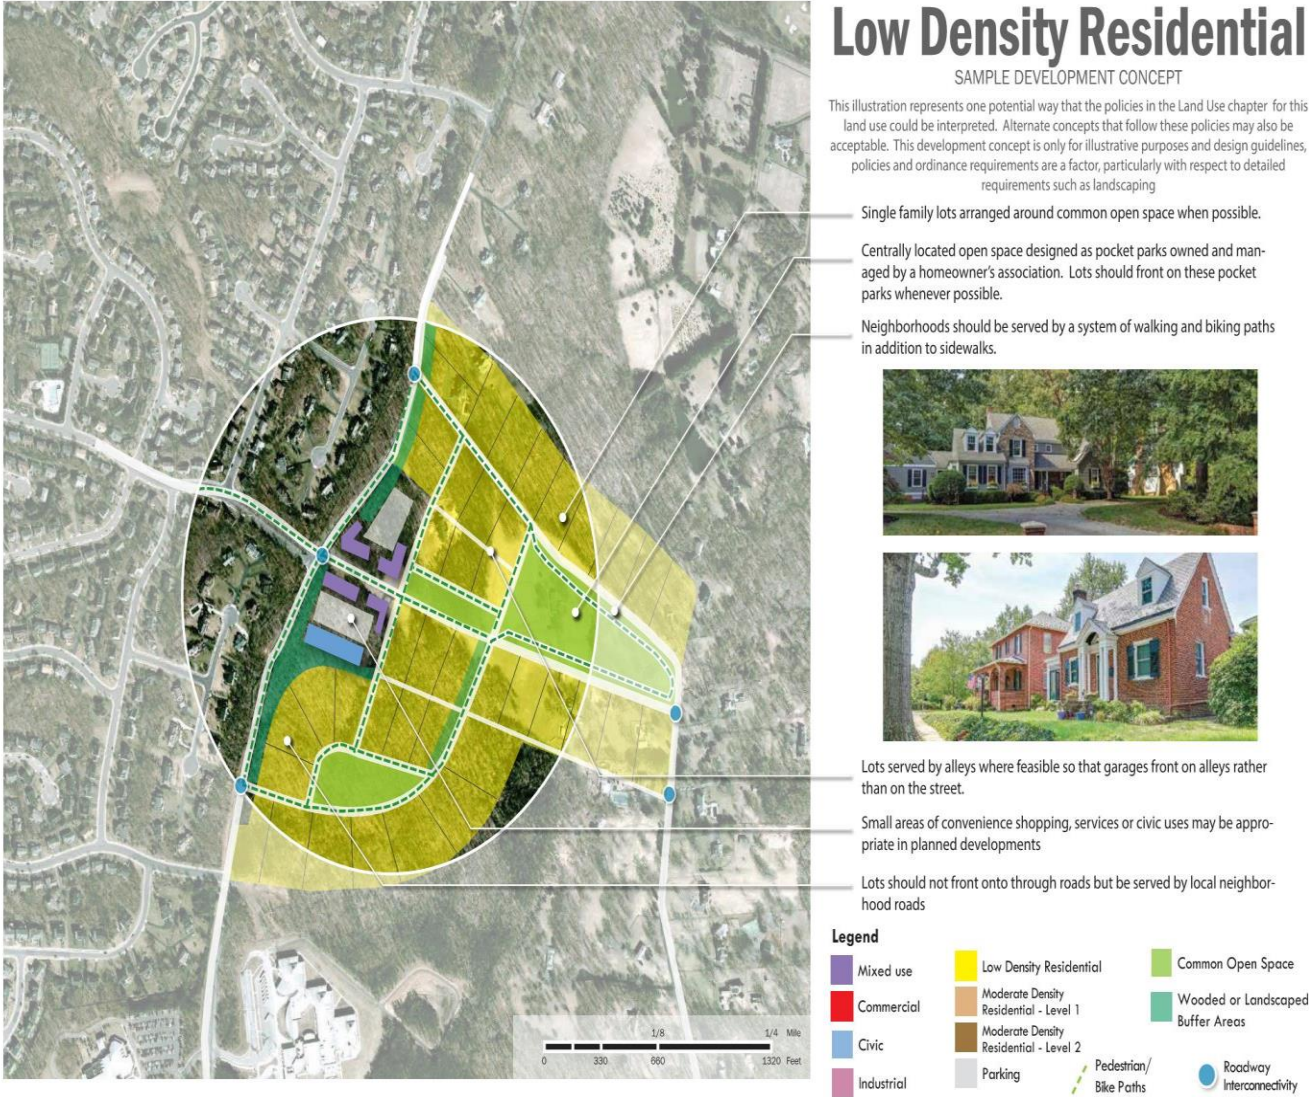 Low Density Residential
SAMPLE DEVELOPMENT CONCEPT
This illustration represents one potential way that the policies in the Land Use chapter for this
land use could be interpreted. Alternate concepts that follow these policies may also be
acceptable. This development concept is only for illustrative purposes and design guidelines,
policies and ordinance requirements are a factor, particularly with respect to detailed
requirements such as landscaping
Single family lots arranged around common open space when possible.
Centrally located open space designed as pocket parks owned and man-
aged by a homeowner's association. Lots should front on these pocket
parks whenever possible.
Neighborhoods should be served by a system of walking and biking paths
in addition to sidewalks.
Lots served by alleys where feasible so that garages front on alleys rather
than on the street.
Small areas of convenience shopping, services or civic uses may be appro-
priate in planned developments
Lots should not front onto through roads but be served by local neighbor-
hood roads
Legend
Mixed use
Commercial
Civic
Industrial
Low Density Residential
Moderate Density
Residential - Level 1
Moderate Density
Residential - Level 2
Parking
Common Open Space
Wooded or Landscaped
Buffer Areas
Pedestrian/
Bike Paths
Roadway
Interconnectivity
1/8 1/4 Mile
0 330 660 1320 Feet